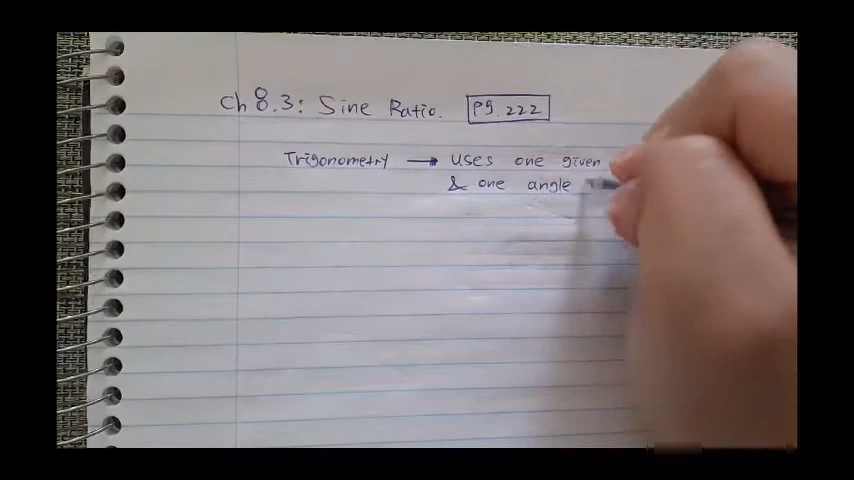 Ch 8.3: Sine Ratio. Pg. 222
Trigonometry → uses one given
& one angle